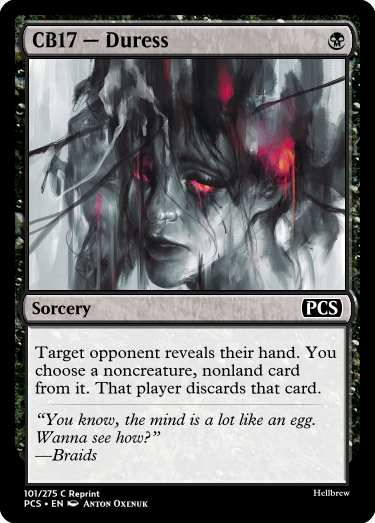 CB17 — Duress
Sorcery
PCS
Target opponent reveals their hand. You
choose a noncreature, nonland card
from it. That player discards that card.
“You know, the mind is a lot like an egg.
Wanna see how?”
—Braids
101/275 C Reprint
Hellbrew
PCS • EN Anton Oxenuk